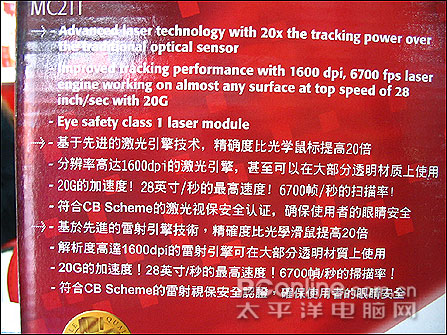 MC211
- Advanced laser technology with 20x the tracking power over
the traditional optical sensor
- Improved tracking performance with 1600 dpi, 6700 fps laser
engine working on almost any surface at top speed of 28
inch/sec with 20G
- Eye safety class 1 laser module
- 基于先进的激光引擎技术，精确度比光学鼠标提高20倍
- 分辨率高达1600dpi的激光引擎，甚至可以在大部分透明材质上使用
- 20G的加速度！28英寸/秒的最高速度！6700帧/秒的扫描率！
- 符合CB Scheme的激光视保安全认证，确保使用者的眼睛安全
- 基於先進的雷射引擎技術，精確度比光學滑鼠提高20倍
- 解析度高達1600dpi的雷射引擎可在大部分透明材質上使用
- 20G的加速度！28英寸/秒的最高速度！6700帧/秒的掃描率！
- 符合CB Scheme的雷射視保安全認證，確保使用者的眼睛安全
PConline.com.cn
太平洋电脑网
QUA